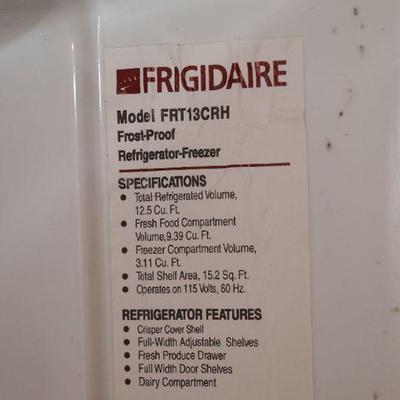 FRIGIDAIRE
Model FRT13CRH
Frost-Proof
Refrigerator-Freezer
SPECIFICATIONS
• Total Refrigerated Volume,
12.5 Cu. Ft.
• Fresh Food Compartment
Volume,9.39 Cu. Ft.
• Freezer Compartment Volume,
3.11 Cu. Ft.
• Total Shelf Area, 15.2 Sq. Ft.
• Operates on 115 Volts, 60 Hz.
REFRIGERATOR FEATURES
• Crisper Cover Shelf
• Full-Width Adjustable Shelves
• Fresh Produce Drawer
• Full Width Door Shelves
• Dairy Compartment